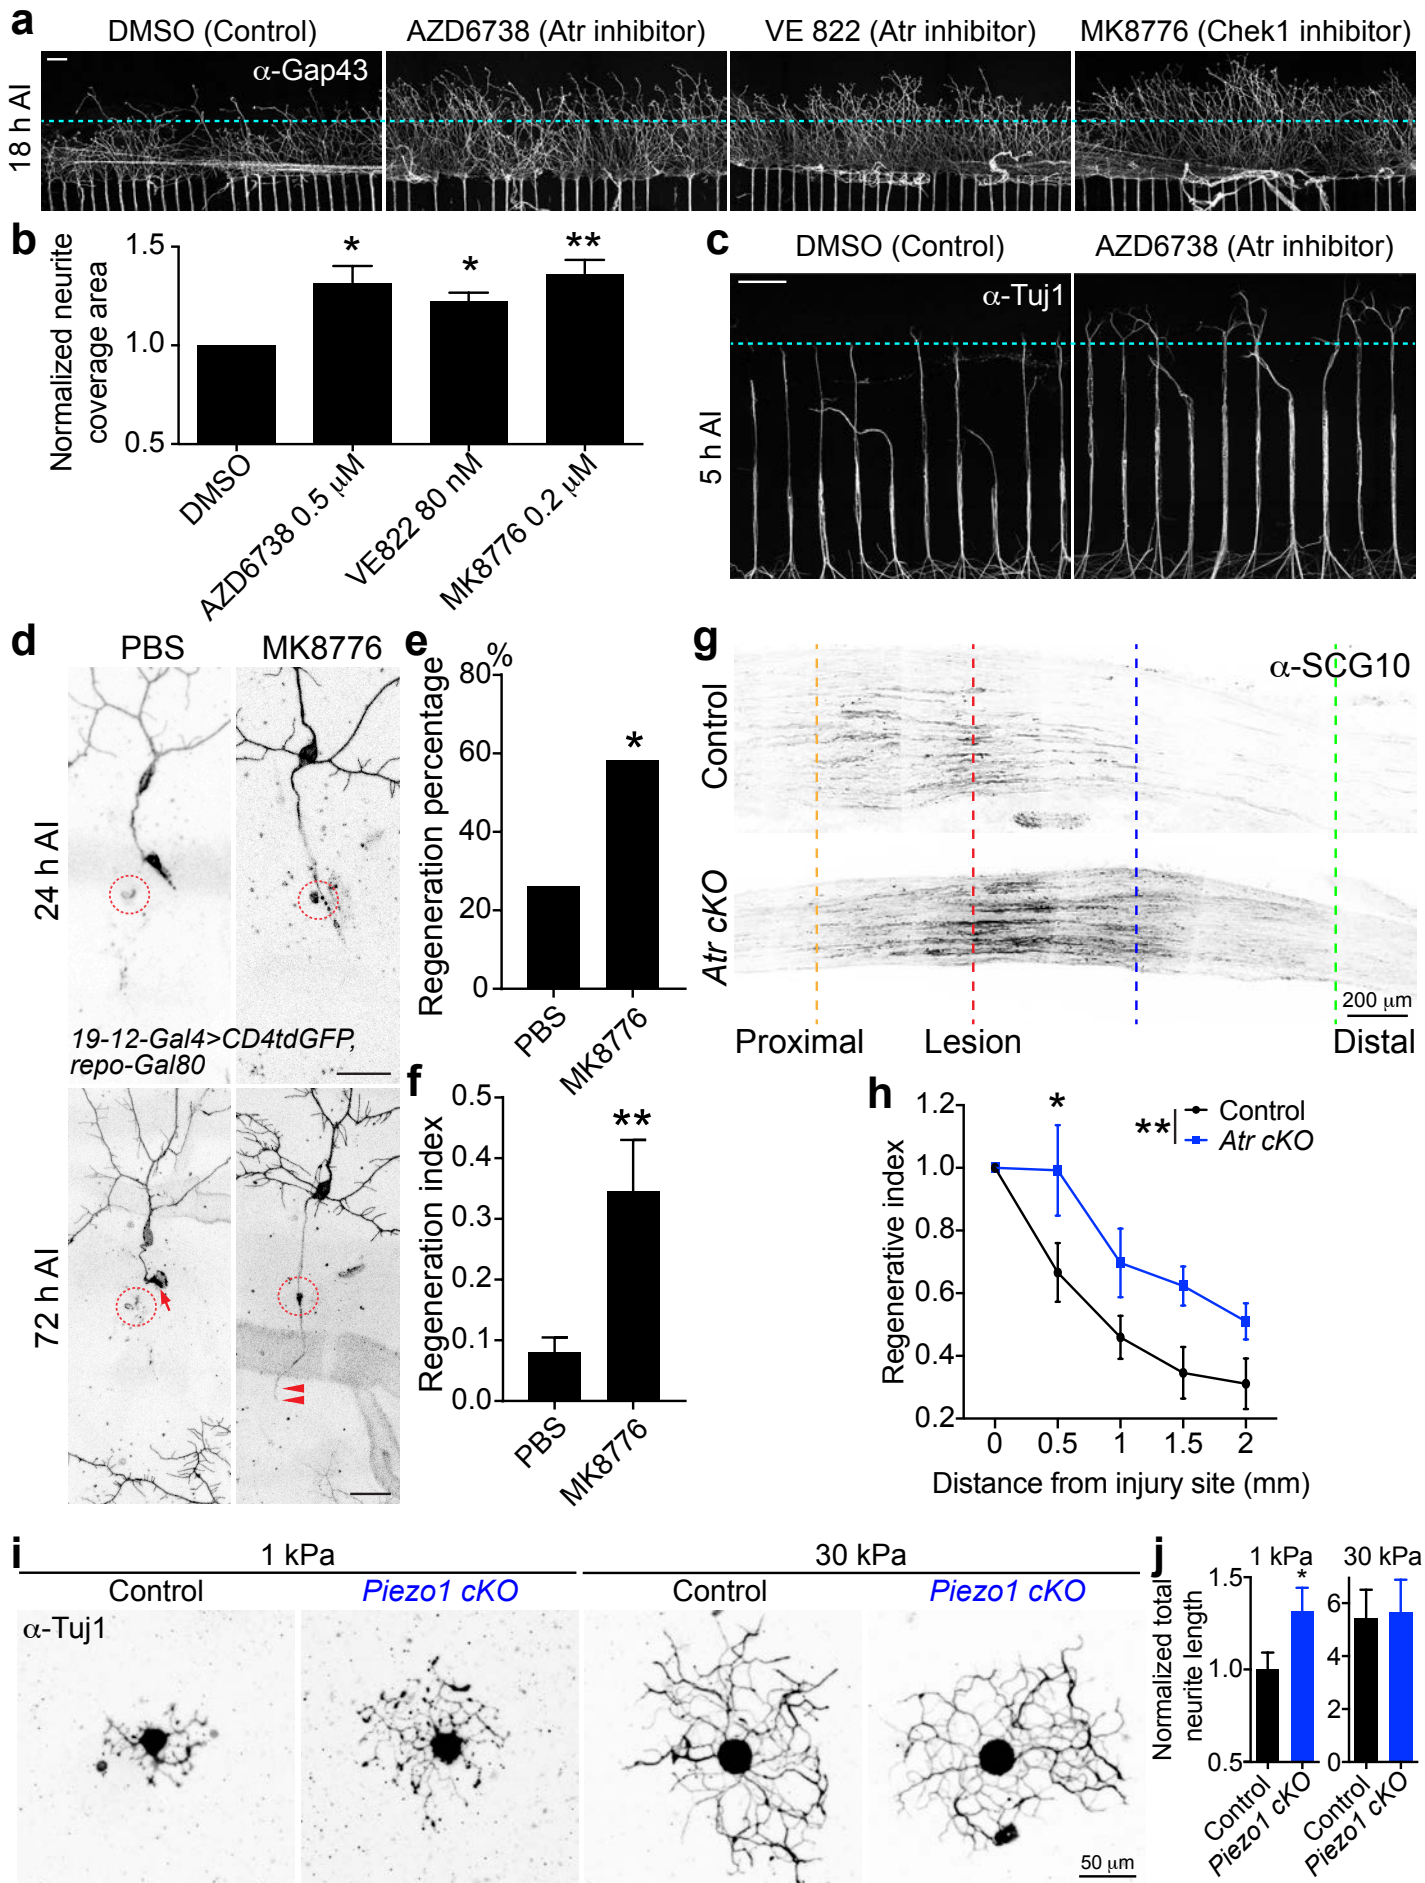 a
DMSO (Control)
AZD6738 (Atr inhibitor)
VE 822 (Atr inhibitor)
MK8776 (Chek1 inhibitor)
α-Gap43
18 h AI
b
Normalized neurite
coverage area
1.5
1.0
0.5
*
*
**
DMSO
AZD6738 0.5 μM
VE822 80 nM
MK8776 0.2 μM
c
DMSO (Control)
AZD6738 (Atr inhibitor)
α-Tuj1
5 h AI
d
PBS
MK8776
24 h AI
19-12-Gal4>CD4tdGFP,
repo-Gal80
72 h AI
e
%
Regeneration percentage
80
60
40
20
0
*
PBS
MK8776
f
Regeneration index
0.5
0.4
0.3
0.2
0.1
0.0
**
PBS
MK8776
g
α-SCG10
Control
Atr cKO
200 μm
Proximal
Lesion
Distal
h
Regenerative index
1.2
1.0
0.8
0.6
0.4
0.2
*
**
Control
Atr cKO
0
0.5
1
1.5
2
Distance from injury site (mm)
i
1 kPa
30 kPa
Control
Piezo1 cKO
Control
Piezo1 cKO
α-Tuj1
50 μm
j
1 kPa
30 kPa
Normalized total
neurite length
1.5
1.0
0.5
*
6
4
2
0
Control
Piezo1 cKO
Control
Piezo1 cKO